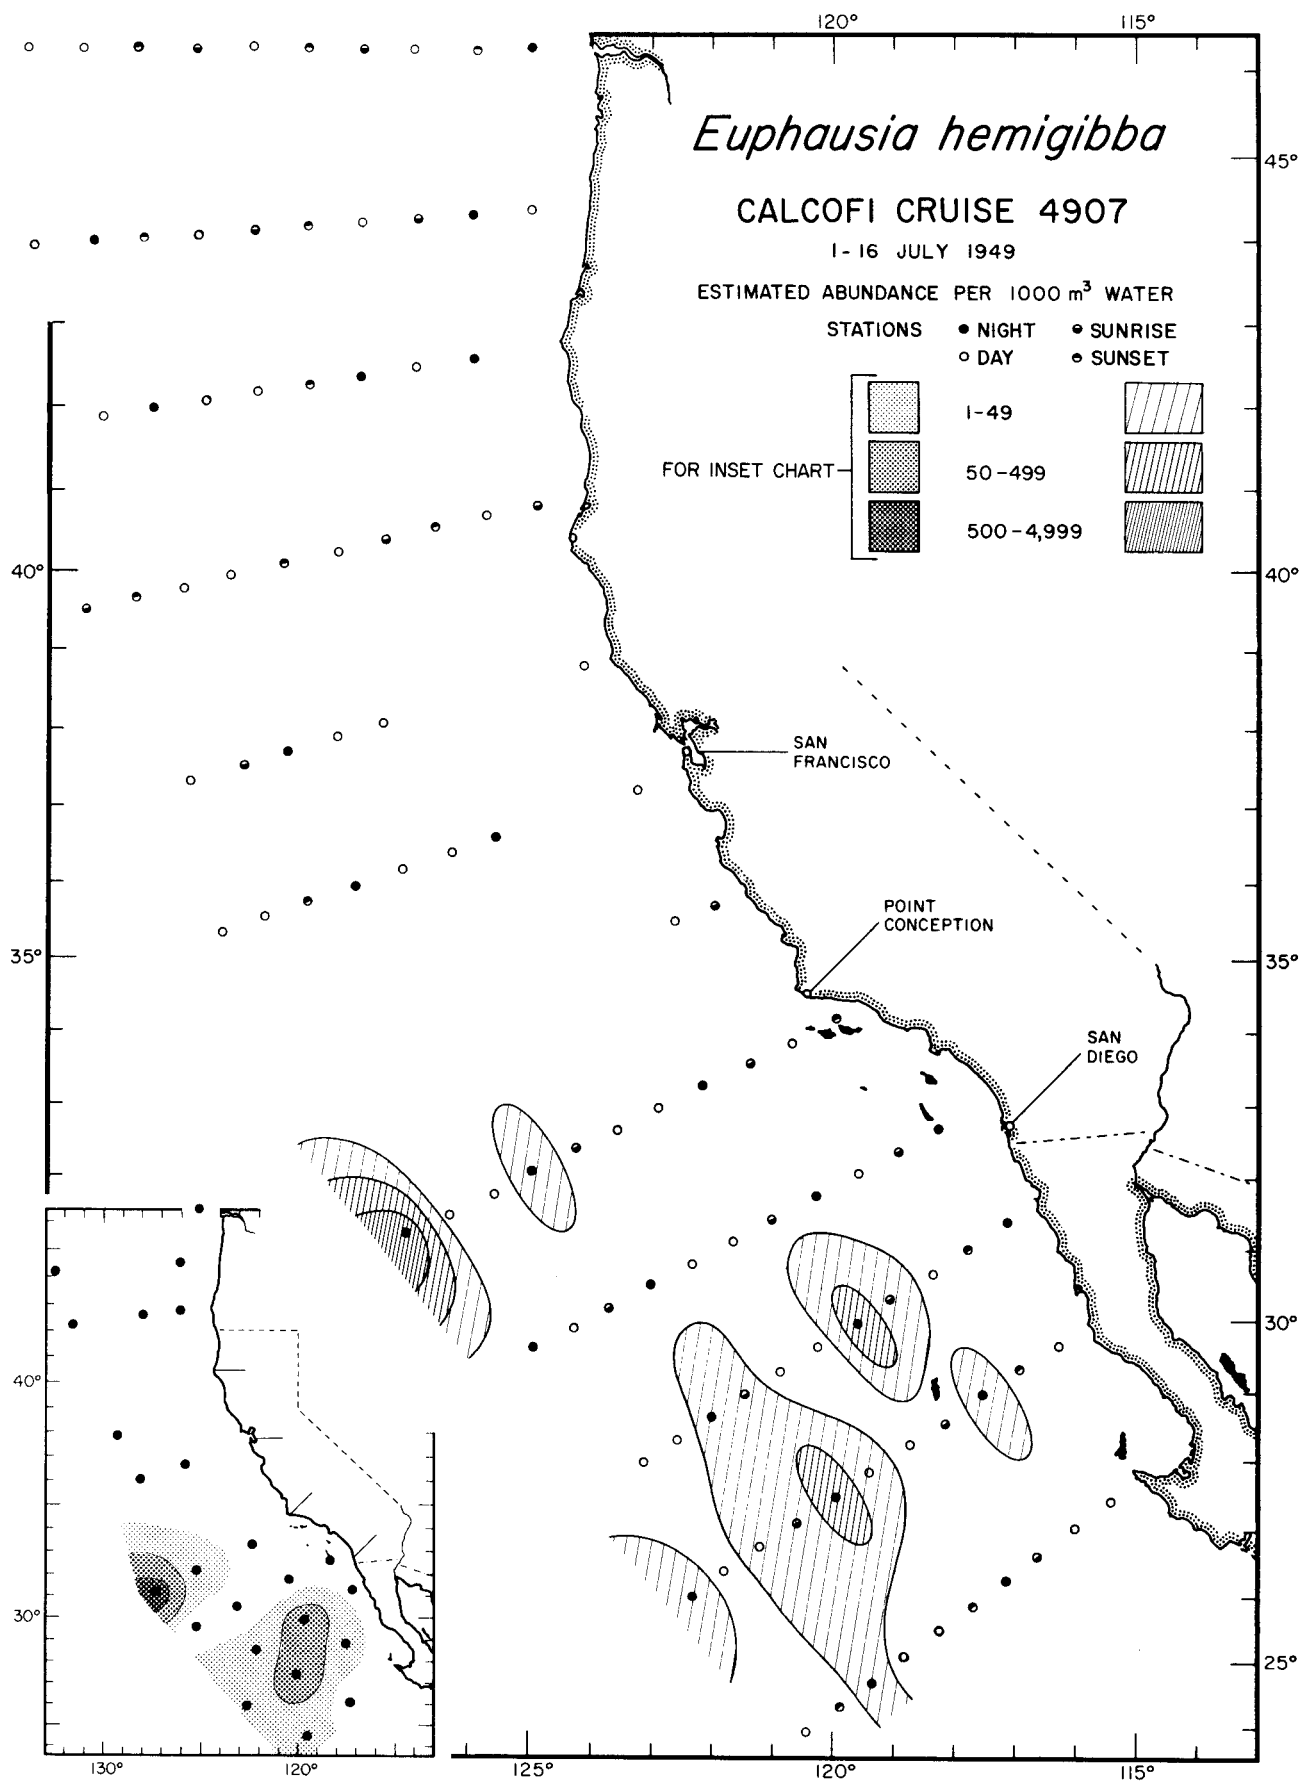 120° 115°
Euphausia hemigibba
45°
CALCOFI CRUISE 4907
1-16 JULY 1949
ESTIMATED ABUNDANCE PER 1000 m³ WATER
STATIONS NIGHT SUNRISE
DAY SUNSET
1-49
FOR INSET CHART 50-499
500-4,999
40° 40°
SAN
FRANCISCO
POINT
CONCEPTION
35° 35°
SAN
DIEGO
30°
40°
30°
25°
130° 120° 125° 120° 115°